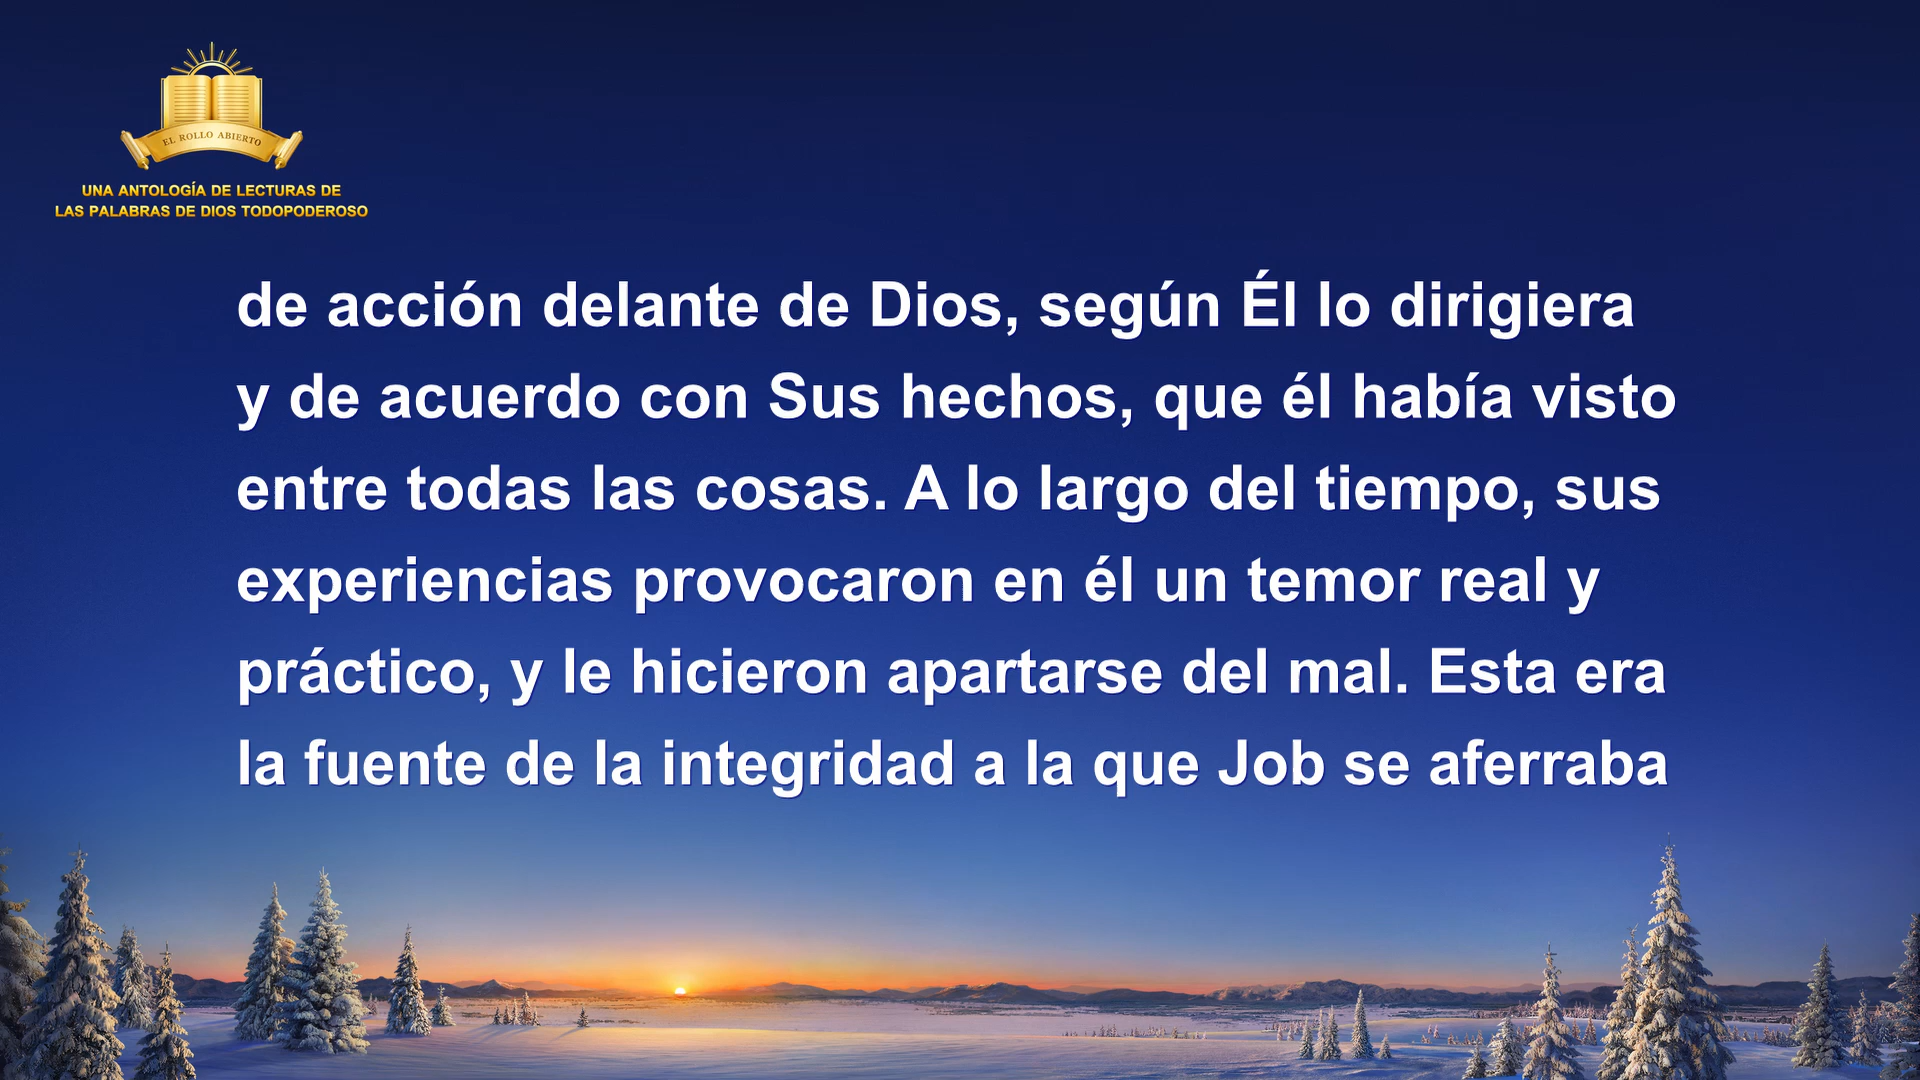 EL ROLLO ABIERTO
UNA ANTOLOGÍA DE LECTURAS DE
LAS PALABRAS DE DIOS TODOPODEROSO
de acción delante de Dios, según Él lo dirigiera
y de acuerdo con Sus hechos, que él había visto
entre todas las cosas. A lo largo del tiempo, sus
experiencias provocaron en él un temor real y
práctico, y le hicieron apartarse del mal. Esta era
la fuente de la integridad a la que Job se aferraba